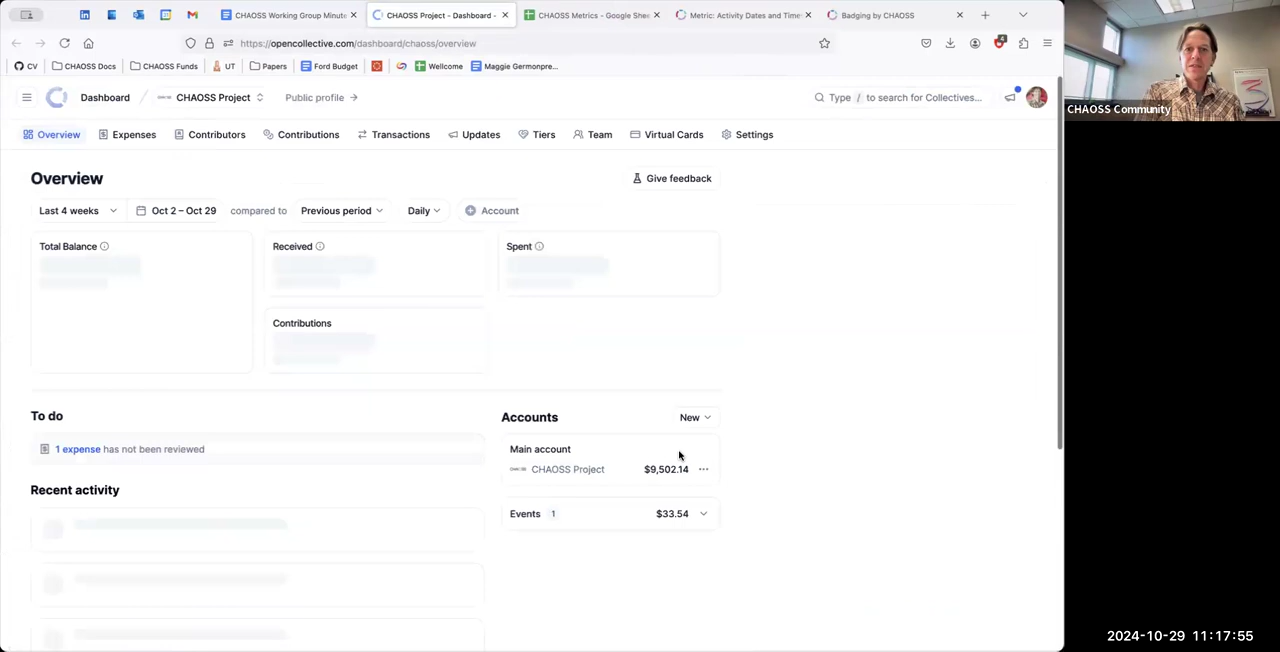 CHAOSS Working Group Minute
CHAOSS Project - Dashboard -
CHAOSS Metrics - Google Shee
Metric: Activity Dates and Time
Badging by CHAOSS
https://opencollective.com/dashboard/chaoss/overview
4
CV
CHAOSS Docs
CHAOSS Funds
UT
Papers
Ford Budget
Wellcome
Maggie Germonpre...
Dashboard / CHAOSS Project
Public profile →
Type / to search for Collectives...
Overview
Expenses
Contributors
Contributions
Transactions
Updates
Tiers
Team
Virtual Cards
Settings
Overview
Give feedback
Last 4 weeks
Oct 2 – Oct 29
compared to
Previous period
Daily
Account
Total Balance
Received
Spent
Contributions
To do
1 expense has not been reviewed
Recent activity
Accounts
New
Main account
CHAOSS Project
$9,502.14
Events 1
$33.54
CHAOSS Community
2024-10-29 11:17:55